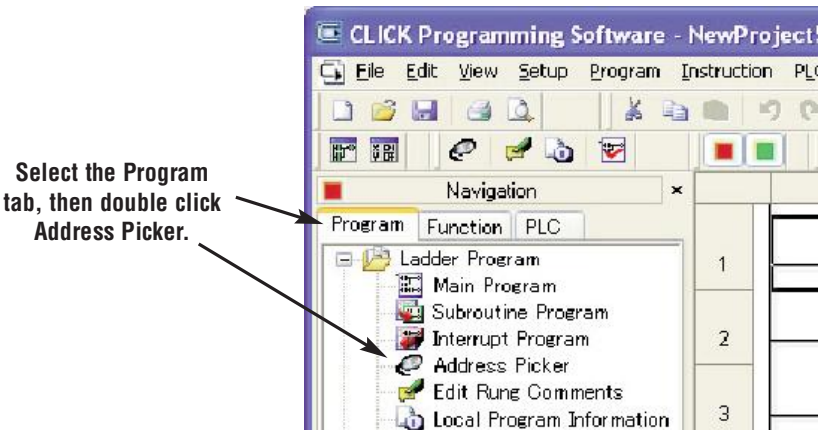 CLICK Programming Software - NewProject
File Edit View Setup Program Instruction PLC
Select the Program
tab, then double click
Address Picker.
Navigation
Program Function PLC
Ladder Program
Main Program
Subroutine Program
Interrupt Program
Address Picker
Edit Rung Comments
Local Program Information
1
2
3